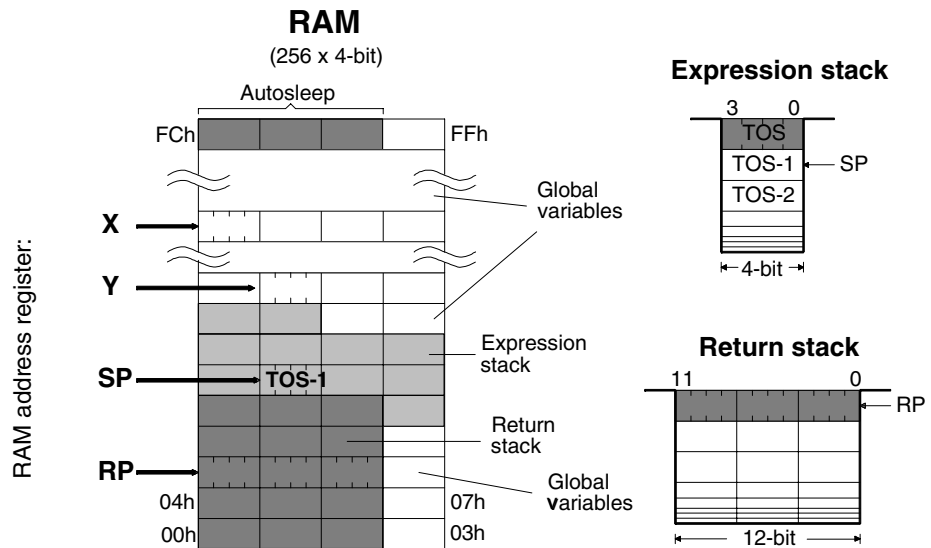 RAM
(256 x 4-bit)
Autosleep
FCh
FFh
X
Y
SP
TOS-1
RP
04h
07h
00h
03h
RAM address register:
Global
variables
Expression
stack
Return
stack
Global
variables
Expression stack
3 0
TOS
TOS-1
SP
TOS-2
4-bit
Return stack
11 0
RP
12-bit